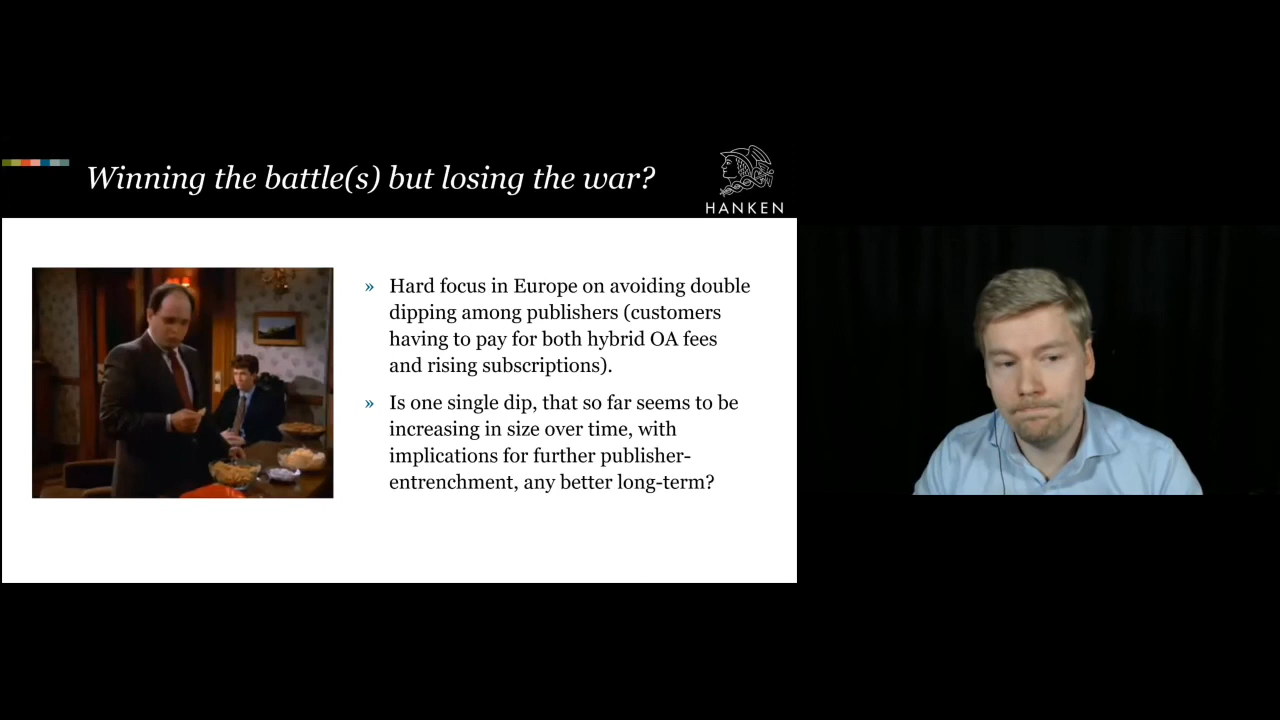 Winning the battle(s) but losing the war?
HANKEN
» Hard focus in Europe on avoiding double
dipping among publishers (customers
having to pay for both hybrid OA fees
and rising subscriptions).
» Is one single dip, that so far seems to be
increasing in size over time, with
implications for further publisher-
entrenchment, any better long-term?